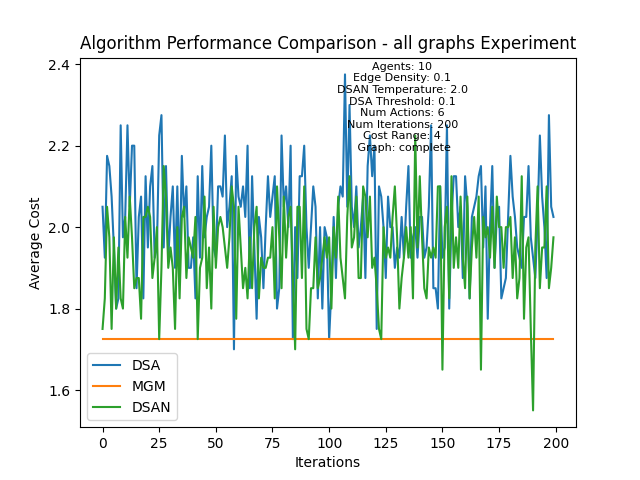 Algorithm Performance Comparison - all graphs Experiment
Agents: 10
Edge Density: 0.1
DSAN Temperature: 2.0
DSA Threshold: 0.1
Num Actions: 6
Num Iterations: 200
Cost Range: 4
Graph: complete
2.4
2.2
2.0
1.8
1.6
Average Cost
DSA
MGM
DSAN
0
25
50
75
100
125
150
175
200
Iterations